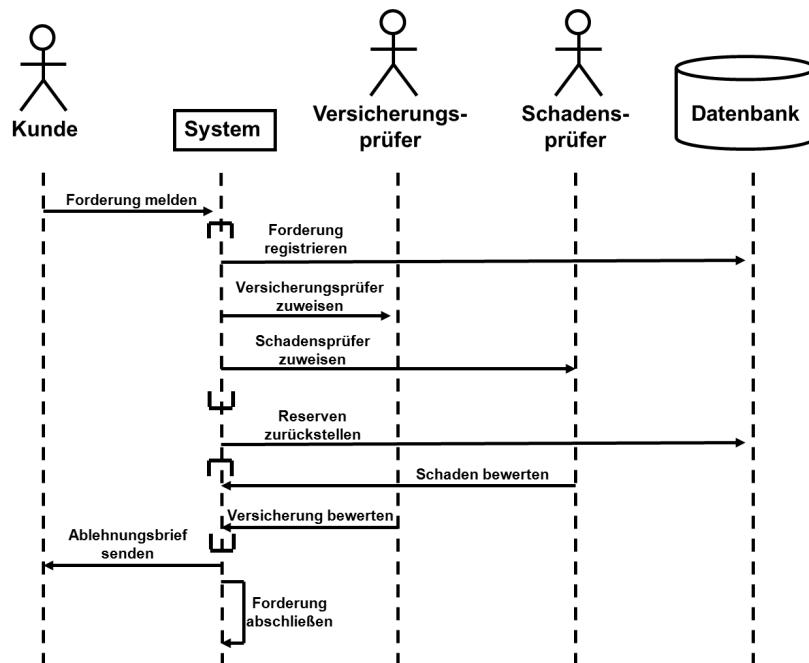 Kunde
System
Versicherungs-
prüfer
Schadens-
prüfer
Datenbank
Forderung melden
Forderung
registrieren
Versicherungsprüfer
zuweisen
Schadensprüfer
zuweisen
Reserven
zurückstellen
Schaden bewerten
Versicherung bewerten
Ablehnungsbrief
senden
Forderung
abschließen